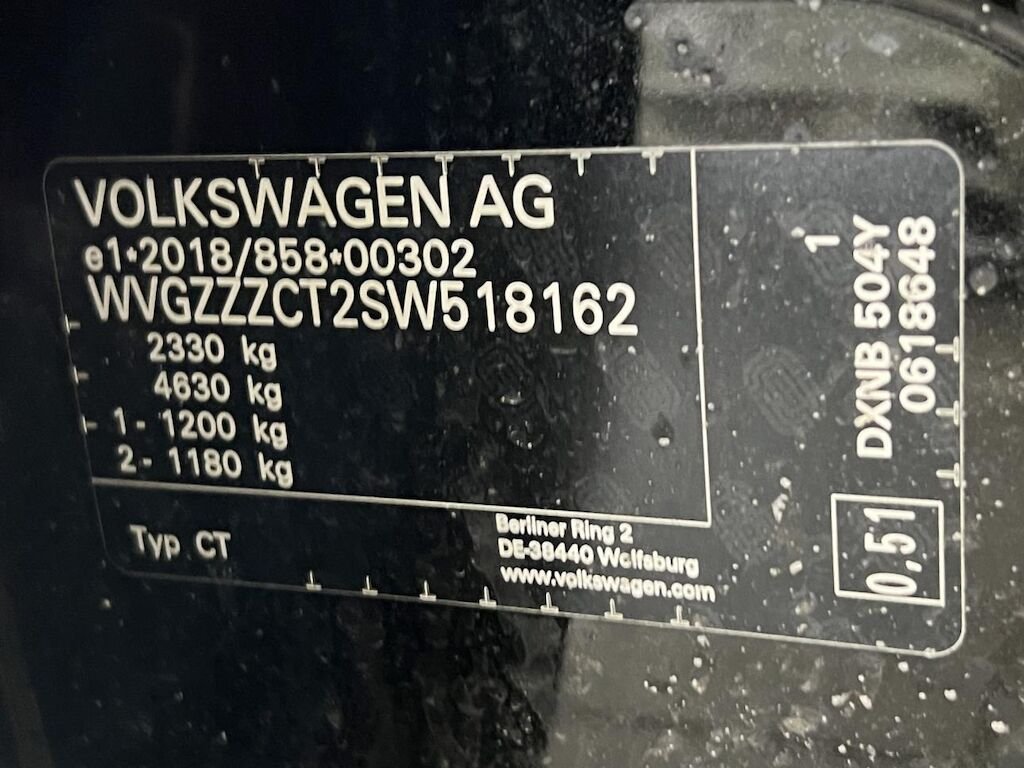 VOLKSWAGEN AG
e1*2018/858*00302
WVGZZZCT2SW518162
2330 kg
4630 kg
1- 1200 kg
2- 1180 kg
Typ CT
Berliner Ring 2
DE-38440 Wolfsburg
www.volkswagen.com
1
DXNB 504Y
0618648
0,51